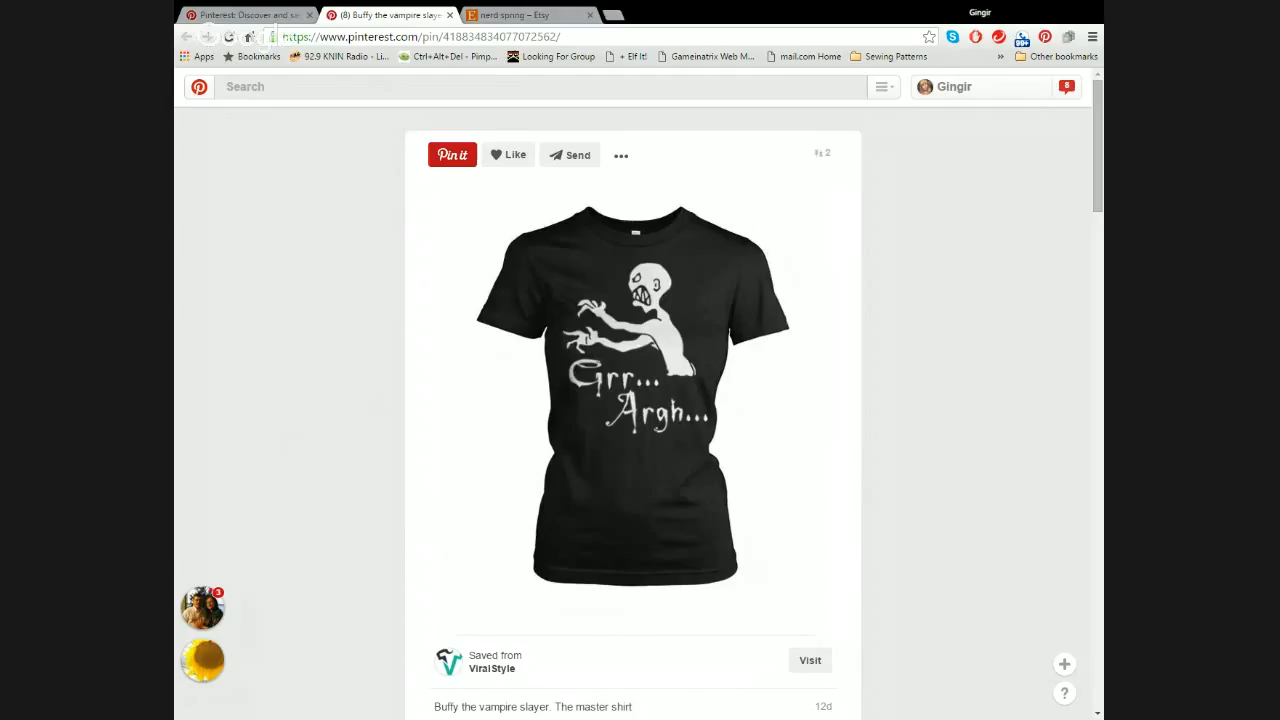 Gingir
Pinterest: Discover and sa
(8) Buffy the vampire slaye
nerd spring – Etsy
https://www.pinterest.com/pin/418834834077072562/
99+
Apps
Bookmarks
92.9 KNIN Radio - Li...
Ctrl+Alt+Del - Pimp...
Looking For Group
+ Elf It!
Gameinatrix Web M...
mail.com Home
Sewing Patterns
»
Other bookmarks
Search
Gingir
8
Pin it
Like
Send
•••
2
Grr...
Argh...
3
Saved from
ViralStyle
Visit
Buffy the vampire slayer. The master shirt
12d
+
?